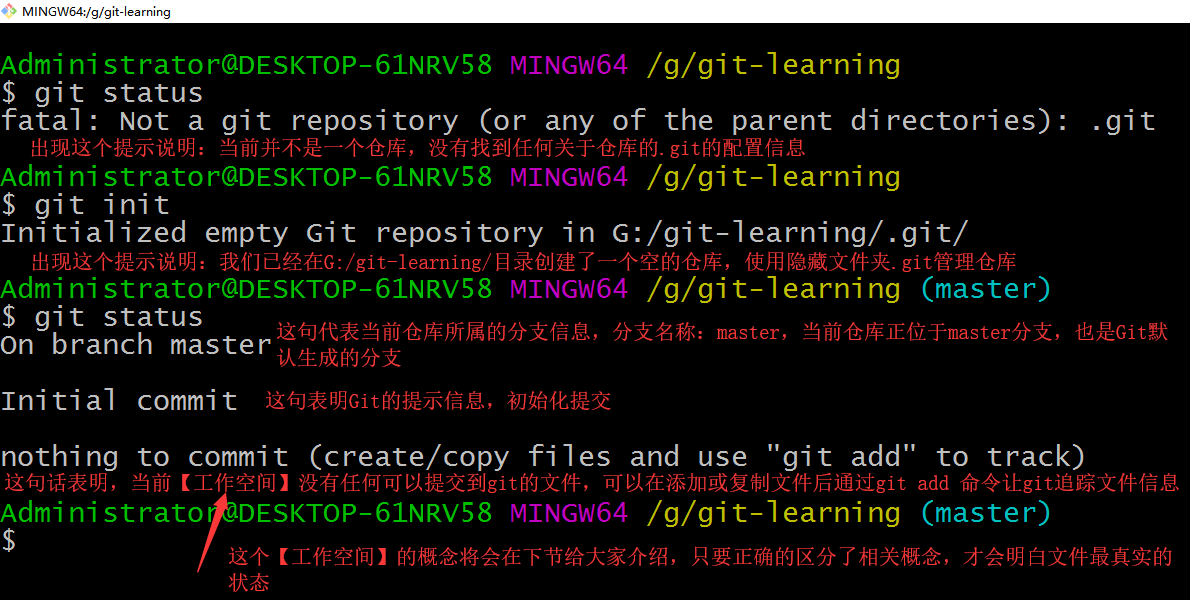 MINGW64:/g/git-learning
Administrator@DESKTOP-61NRV58 MINGW64 /g/git-learning
$ git status
fatal: Not a git repository (or any of the parent directories): .git
出现这个提示说明：当前并不是一个仓库，没有找到任何关于仓库的.git的配置信息
Administrator@DESKTOP-61NRV58 MINGW64 /g/git-learning
$ git init
Initialized empty Git repository in G:/git-learning/.git/
出现这个提示说明：我们已经在G:/git-learning/目录创建了一个空的仓库，使用隐藏文件夹.git管理仓库
Administrator@DESKTOP-61NRV58 MINGW64 /g/git-learning (master)
$ git status
这句代表当前仓库所属的分支信息，分支名称：master，当前仓库正位于master分支，也是Git默
On branch master
认生成的分支
Initial commit 这句表明Git的提示信息，初始化提交
nothing to commit (create/copy files and use "git add" to track)
这句话表明，当前【工作空间】没有任何可以提交到git的文件，可以在添加或复制文件后通过git add 命令让git追踪文件信息
Administrator@DESKTOP-61NRV58 MINGW64 /g/git-learning (master)
$
这个【工作空间】的概念将会在下节给大家介绍，只要正确的区分了相关概念，才会明白文件最真实的
状态